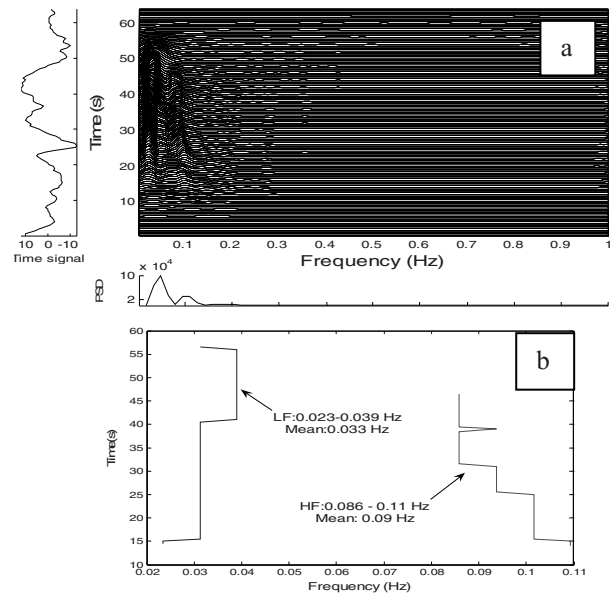 a
60
50
40
30
20
10
Time (s)
10 0 -10
Time signal
0.1 0.2 0.3 0.4 0.5 0.6 0.7 0.8 0.9 1
Frequency (Hz)
x 10 4
10
2
PSD
b
60
55
50
45
40
35
30
25
20
15
10
Time(s)
LF:0.023-0.039 Hz
Mean:0.033 Hz
HF:0.086 - 0.11 Hz
Mean: 0.09 Hz
0.02 0.03 0.04 0.05 0.06 0.07 0.08 0.09 0.1 0.11
Frequency (Hz)